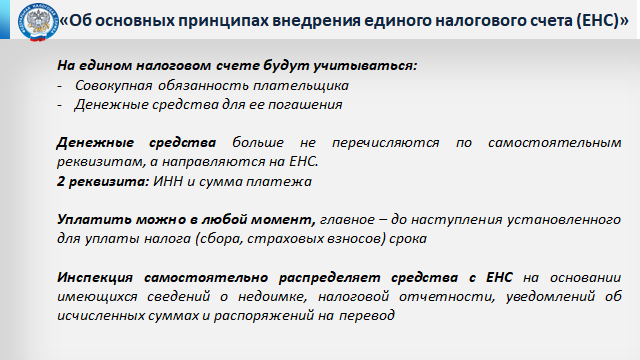 «Об основных принципах внедрения единого налогового счета (ЕНС)»
На едином налоговом счете будут учитываться:
- Совокупная обязанность плательщика
- Денежные средства для ее погашения
Денежные средства больше не перечисляются по самостоятельным
реквизитам, а направляются на ЕНС.
2 реквизита: ИНН и сумма платежа
Уплатить можно в любой момент, главное – до наступления установленного
для уплаты налога (сбора, страховых взносов) срока
Инспекция самостоятельно распределяет средства с ЕНС на основании
имеющихся сведений о недоимке, налоговой отчетности, уведомлений об
исчисленных суммах и распоряжений на перевод